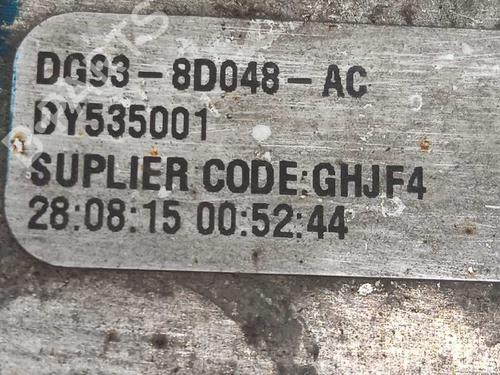 DG93-8D048-AC
DY535001
SUPLIER CODE:GHJF4
28:08:15 00:52:44